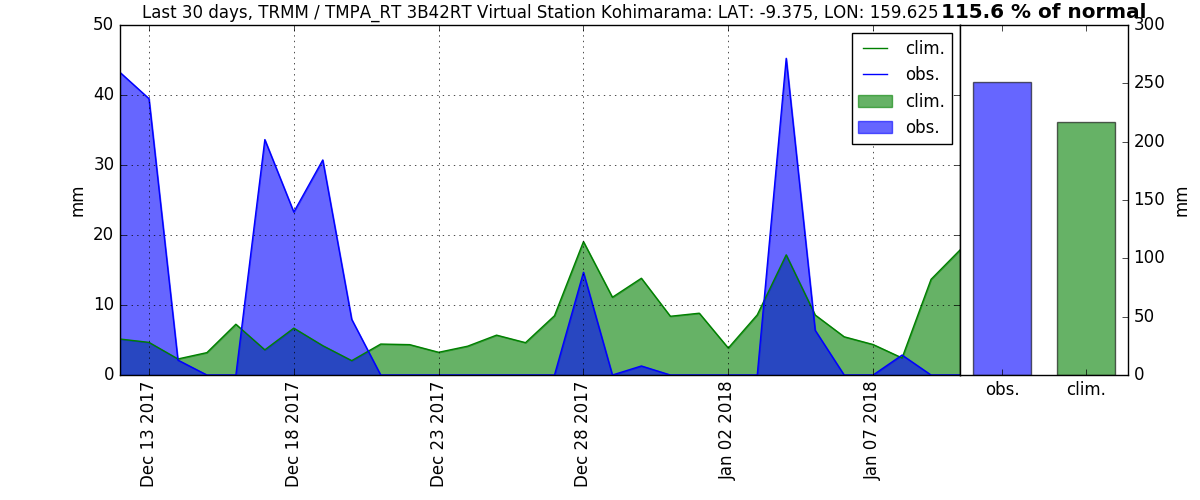 Last 30 days, TRMM / TMPA_RT 3B42RT Virtual Station Kohimarama: LAT: -9.375, LON: 159.625
115.6 % of normal
50
40
30
20
10
0
mm
clim.
obs.
clim.
obs.
Dec 13 2017
Dec 18 2017
Dec 23 2017
Dec 28 2017
Jan 02 2018
Jan 07 2018
300
250
200
150
100
50
0
mm
obs.
clim.